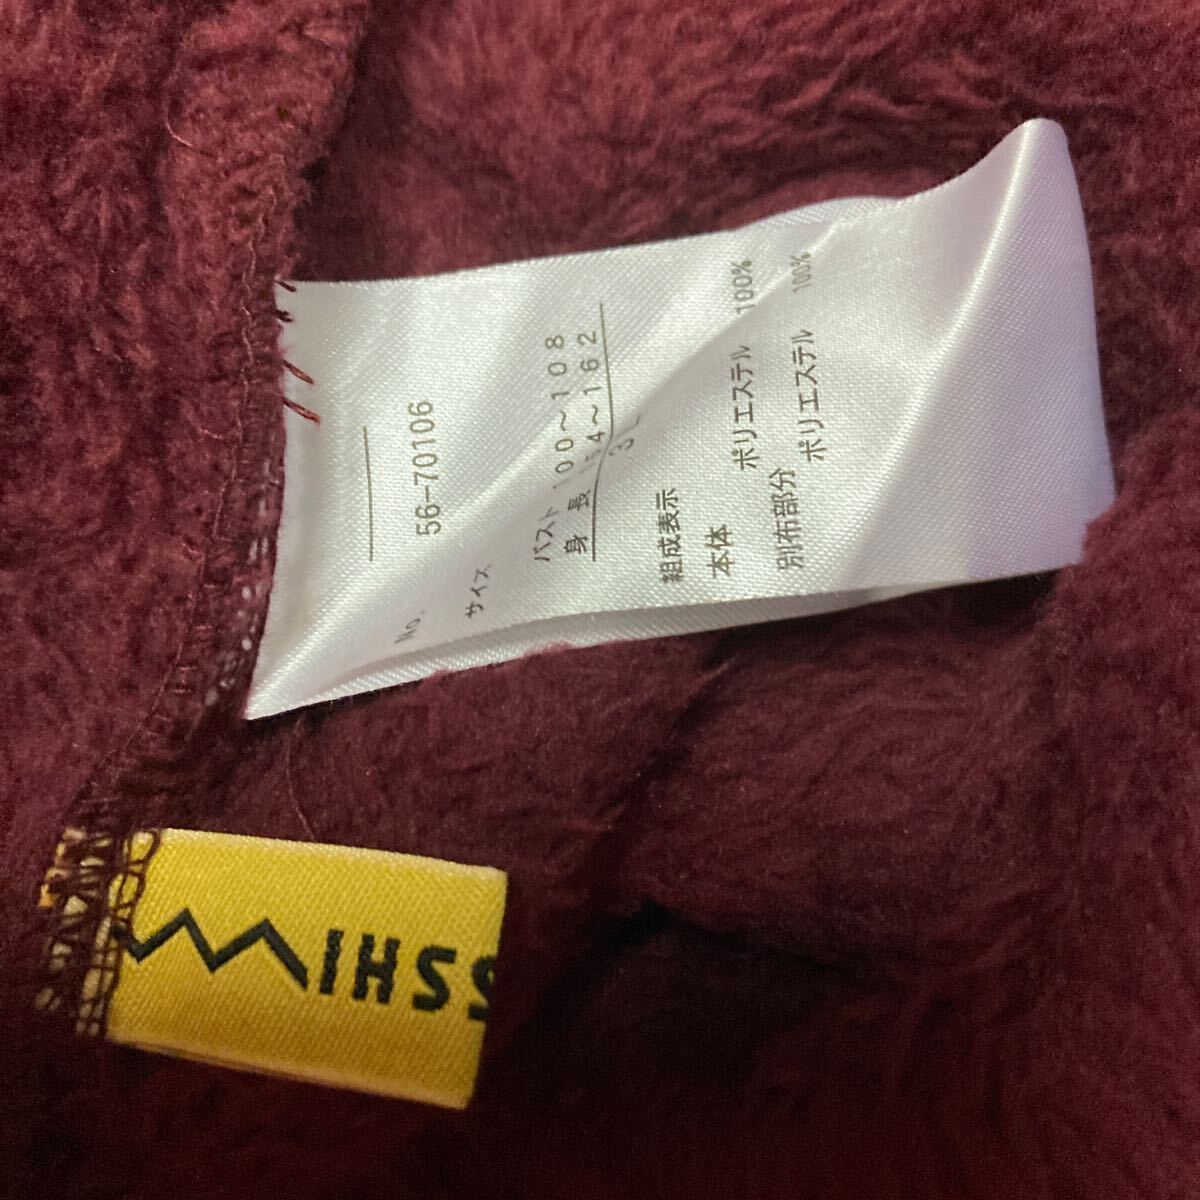 No. 56-70106
サイズ
バスト 100～108
身長 154～162
3L
組成表示
本体
ポリエステル 100%
別布部分
ポリエステル 100%